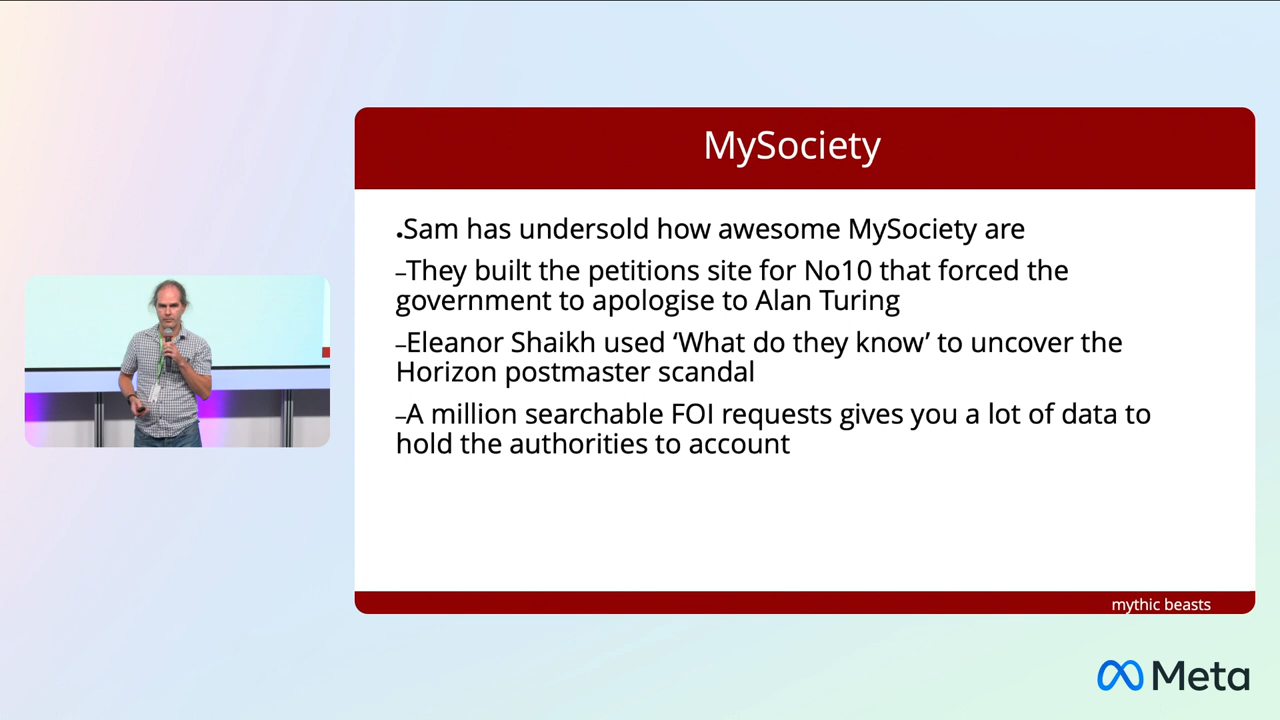 MySociety
.Sam has undersold how awesome MySociety are
–They built the petitions site for No10 that forced the
government to apologise to Alan Turing
–Eleanor Shaikh used ‘What do they know’ to uncover the
Horizon postmaster scandal
–A million searchable FOI requests gives you a lot of data to
hold the authorities to account
mythic beasts
Meta